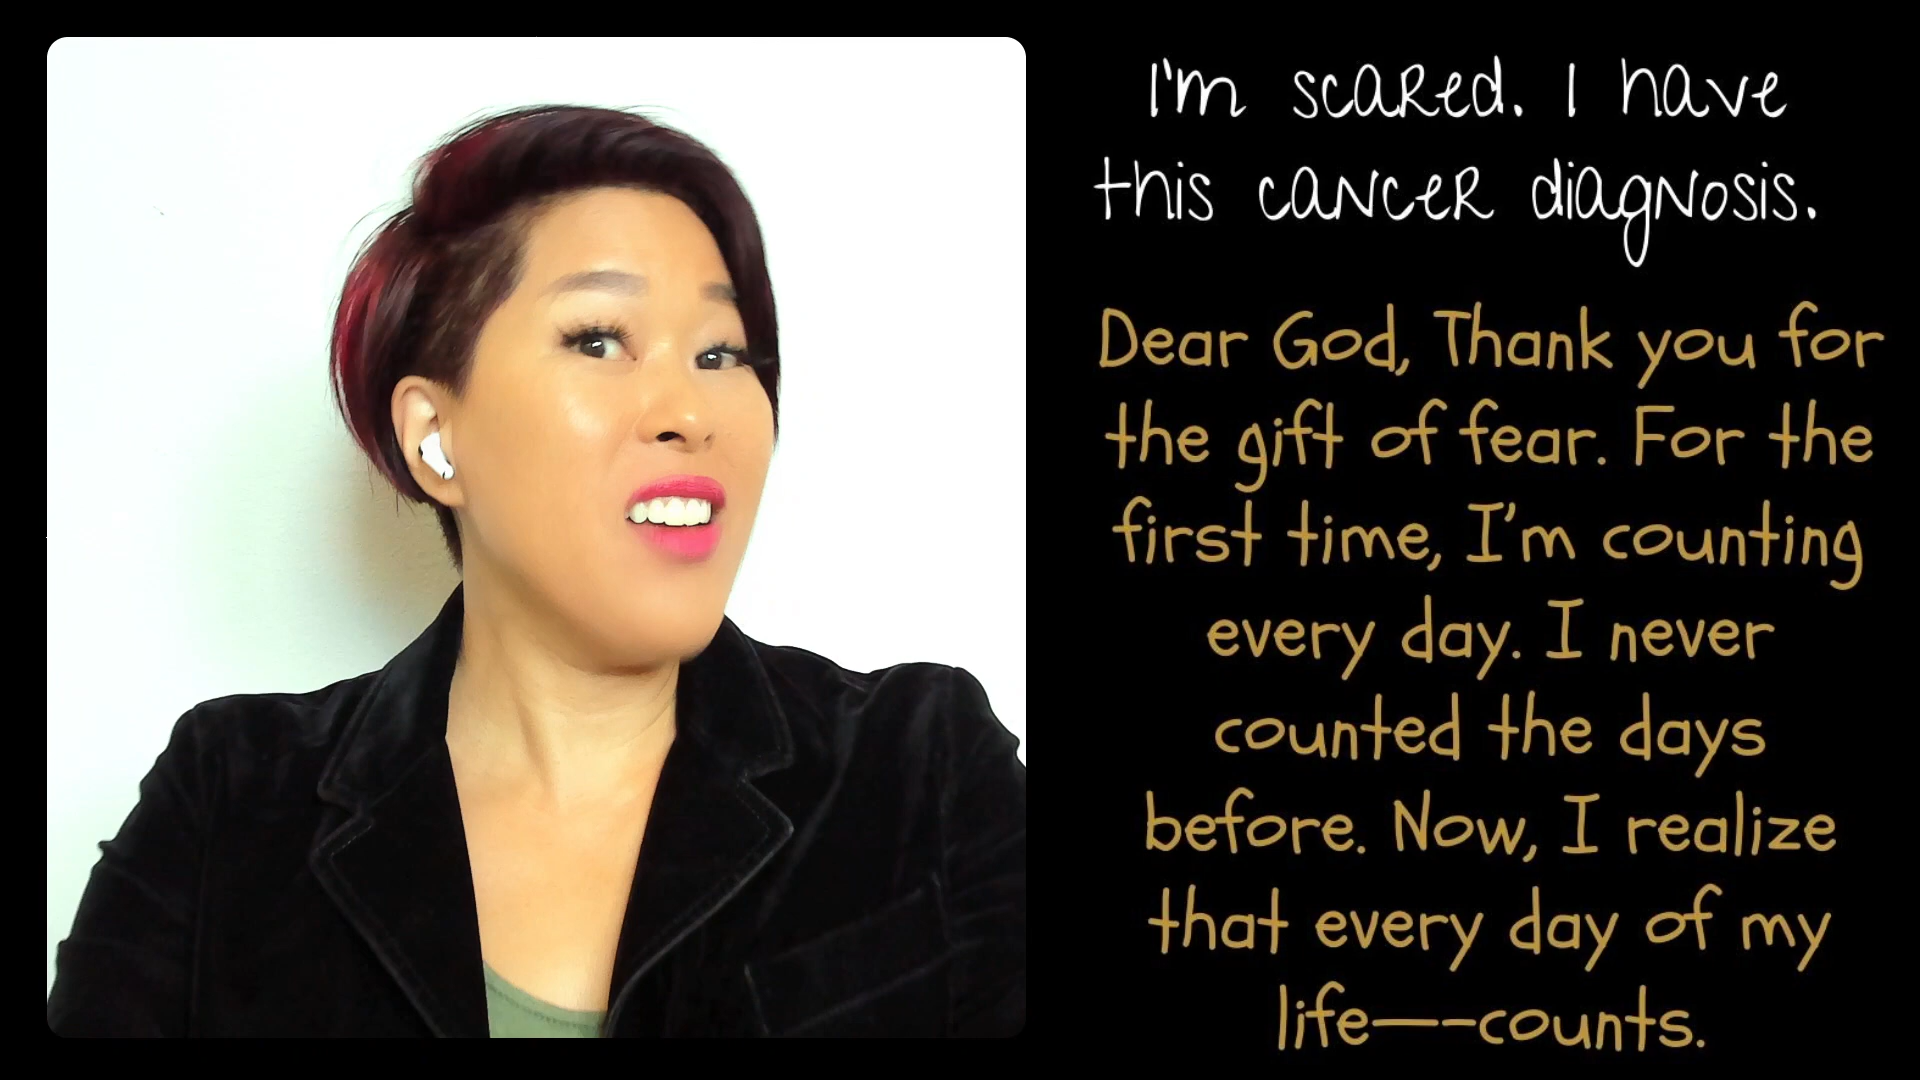 I'm scared. I have
this cancer diagnosis.
Dear God, Thank you for
the gift of fear. For the
first time, I'm counting
every day. I never
counted the days
before. Now, I realize
that every day of my
life—-counts.